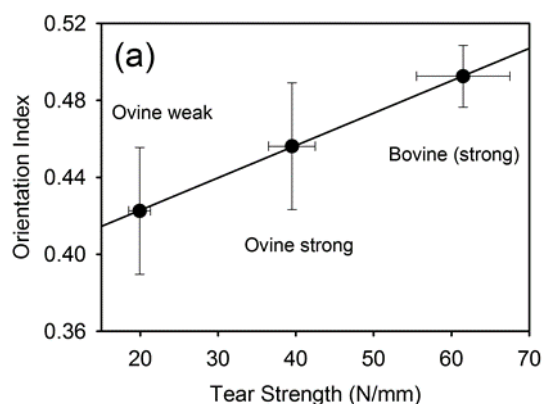 (a)
0.52
0.48
0.44
0.40
0.36
Orientation Index
Ovine weak
Bovine (strong)
Ovine strong
20 30 40 50 60 70
Tear Strength (N/mm)